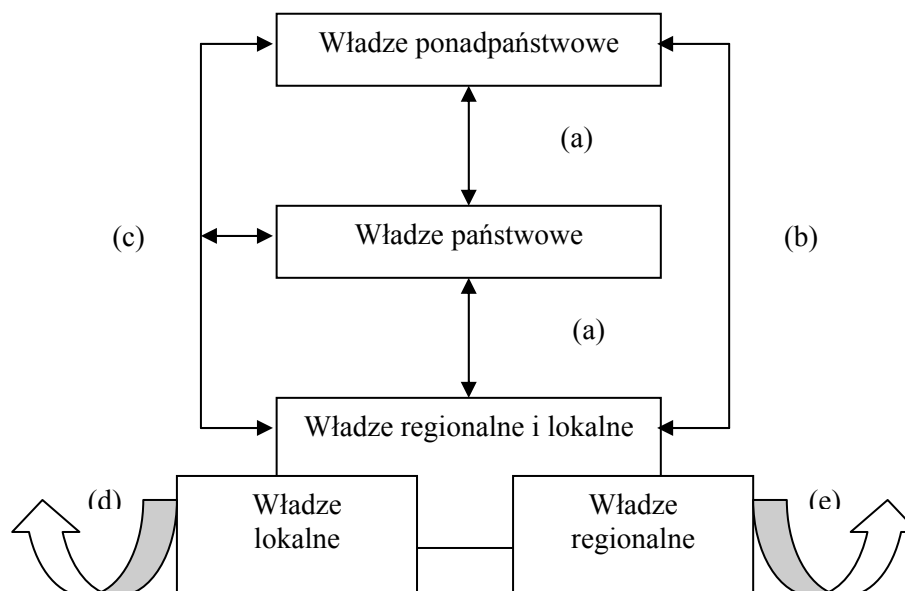 Władze ponadpaństwowe
(a)
(c)
Władze państwowe
(b)
(a)
Władze regionalne i lokalne
(d)
Władze
lokalne
Władze
regionalne
(e)